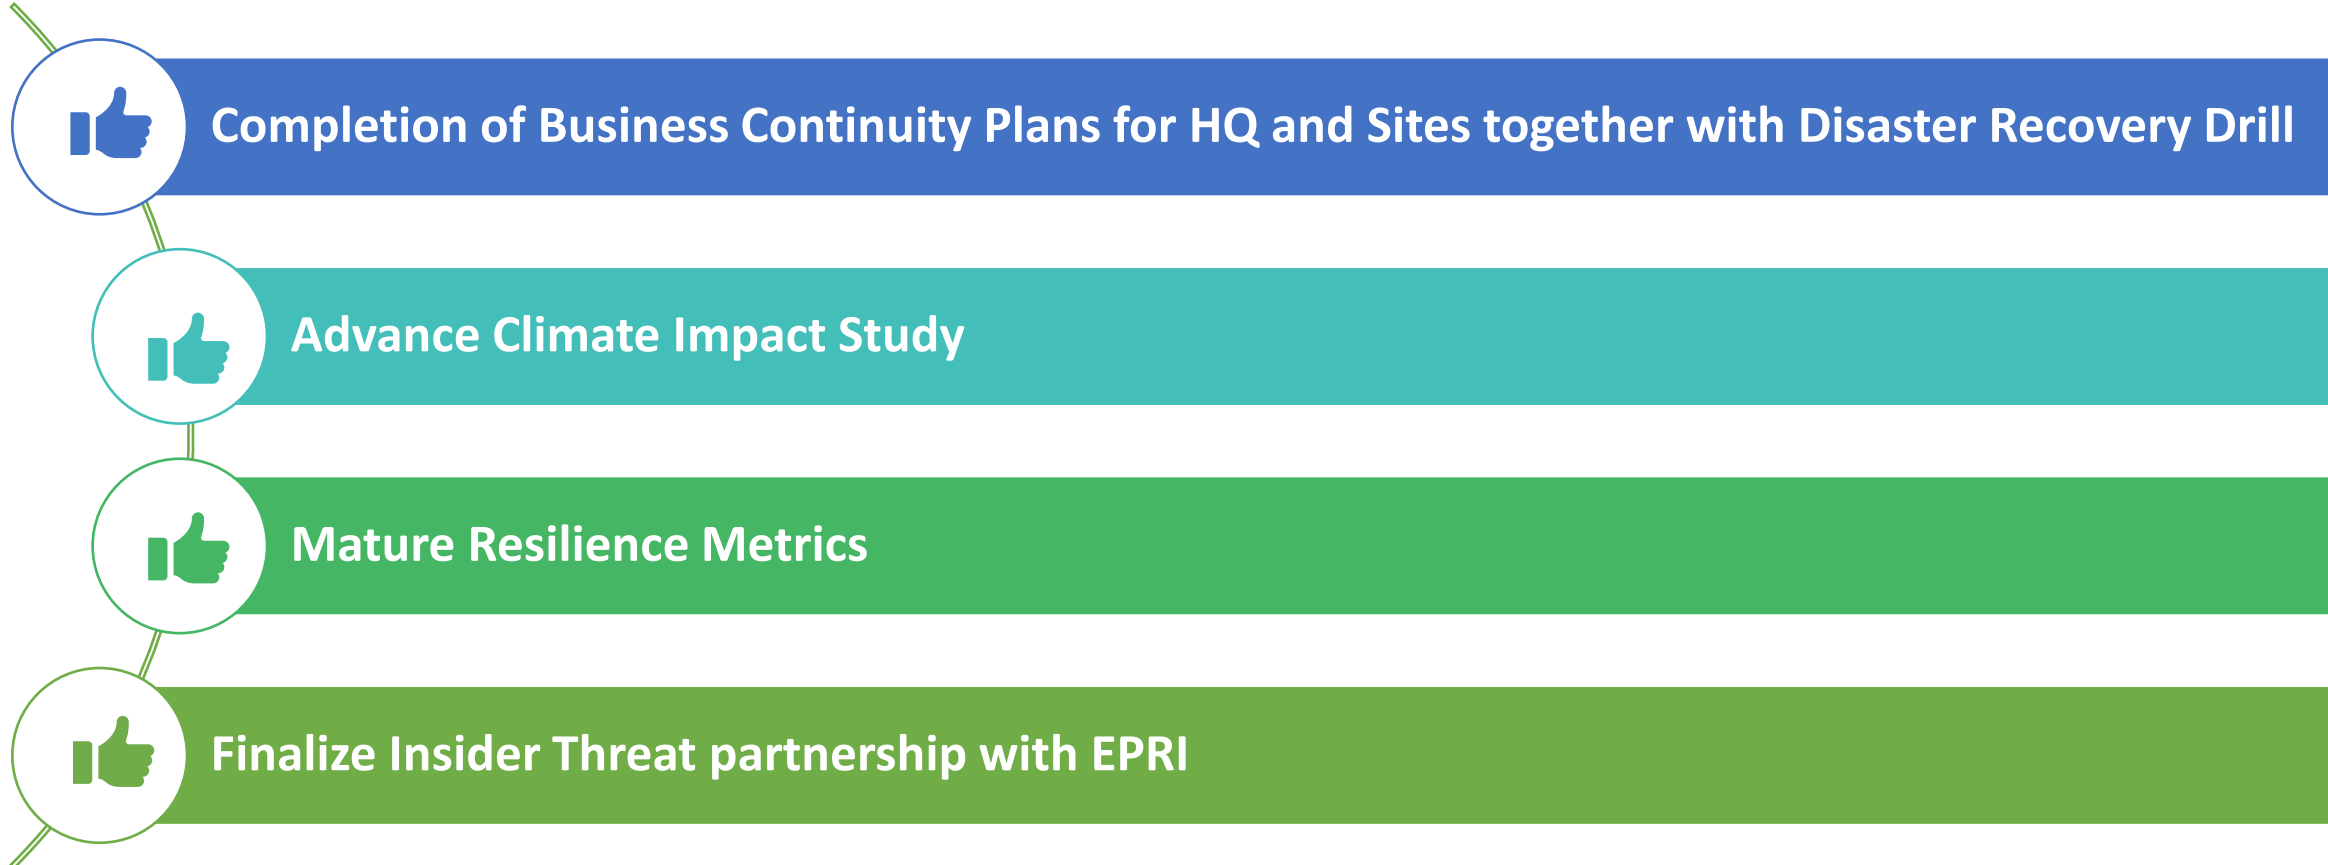 Completion of Business Continuity Plans for HQ and Sites together with Disaster Recovery Drill
Advance Climate Impact Study
Mature Resilience Metrics
Finalize Insider Threat partnership with EPRI